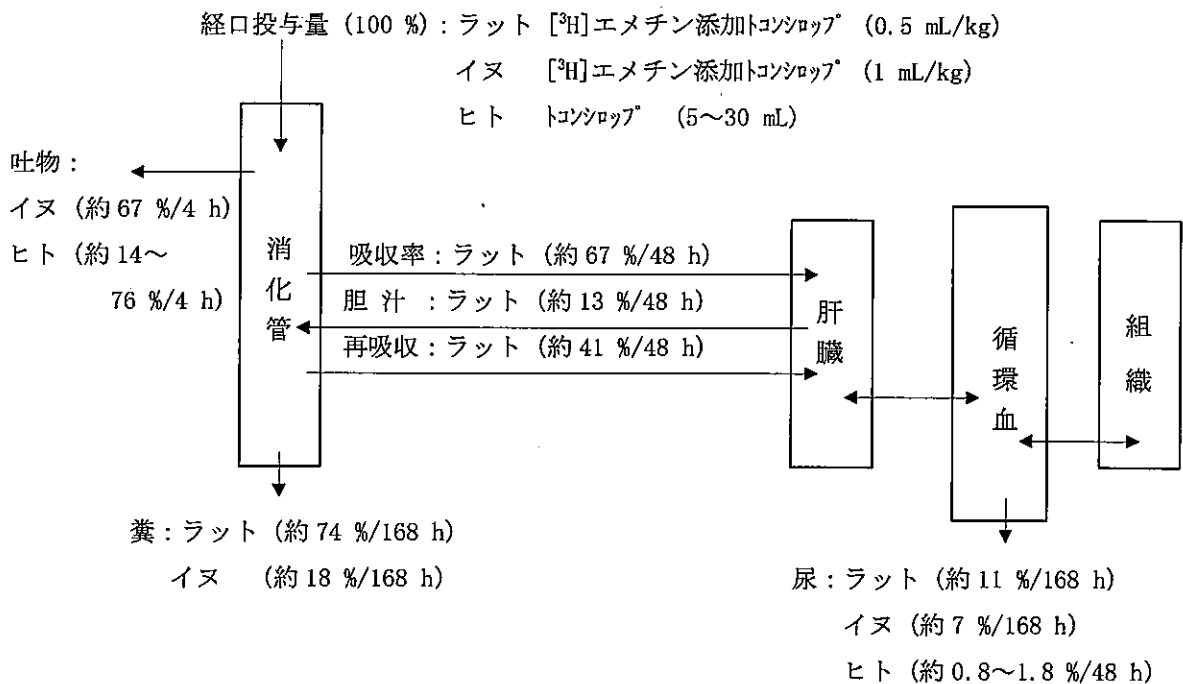 経口投与量 (100 %) : ラット [³H]エメチン添加ﾄｺﾝｼﾛｯﾌﾟ (0.5 mL/kg)
イヌ [³H]エメチン添加ﾄｺﾝｼﾛｯﾌﾟ (1 mL/kg)
ヒト ﾄｺﾝｼﾛｯﾌﾟ (5～30 mL)
吐物：
イヌ (約 67 %/4 h)
ヒト (約 14～
76 %/4 h)
消化管
吸収率：ラット (約 67 %/48 h)
胆 汁 ：ラット (約 13 %/48 h)
再吸収：ラット (約 41 %/48 h)
肝臓
循環血
組織
糞：ラット (約 74 %/168 h)
イヌ (約 18 %/168 h)
尿：ラット (約 11 %/168 h)
イヌ (約 7 %/168 h)
ヒト (約 0.8～1.8 %/48 h)